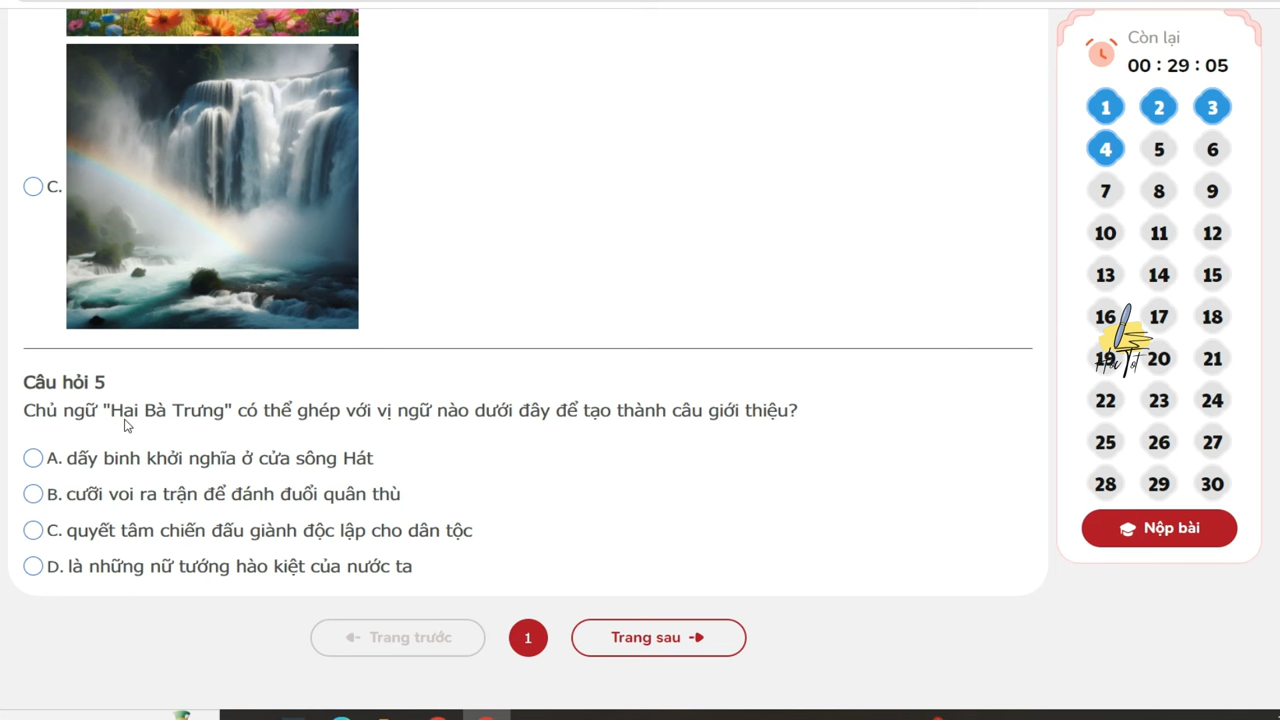 Còn lại
00 : 29 : 05
1 2 3
4 5 6
7 8 9
10 11 12
13 14 15
16 17 18
19 20 21
22 23 24
25 26 27
28 29 30
Nộp bài
C.
Câu hỏi 5
Chủ ngữ "Hai Bà Trưng" có thể ghép với vị ngữ nào dưới đây để tạo thành câu giới thiệu?
A. dấy binh khởi nghĩa ở cửa sông Hát
B. cưỡi voi ra trận để đánh đuổi quân thù
C. quyết tâm chiến đấu giành độc lập cho dân tộc
D. là những nữ tướng hào kiệt của nước ta
Trang trước 1 Trang sau